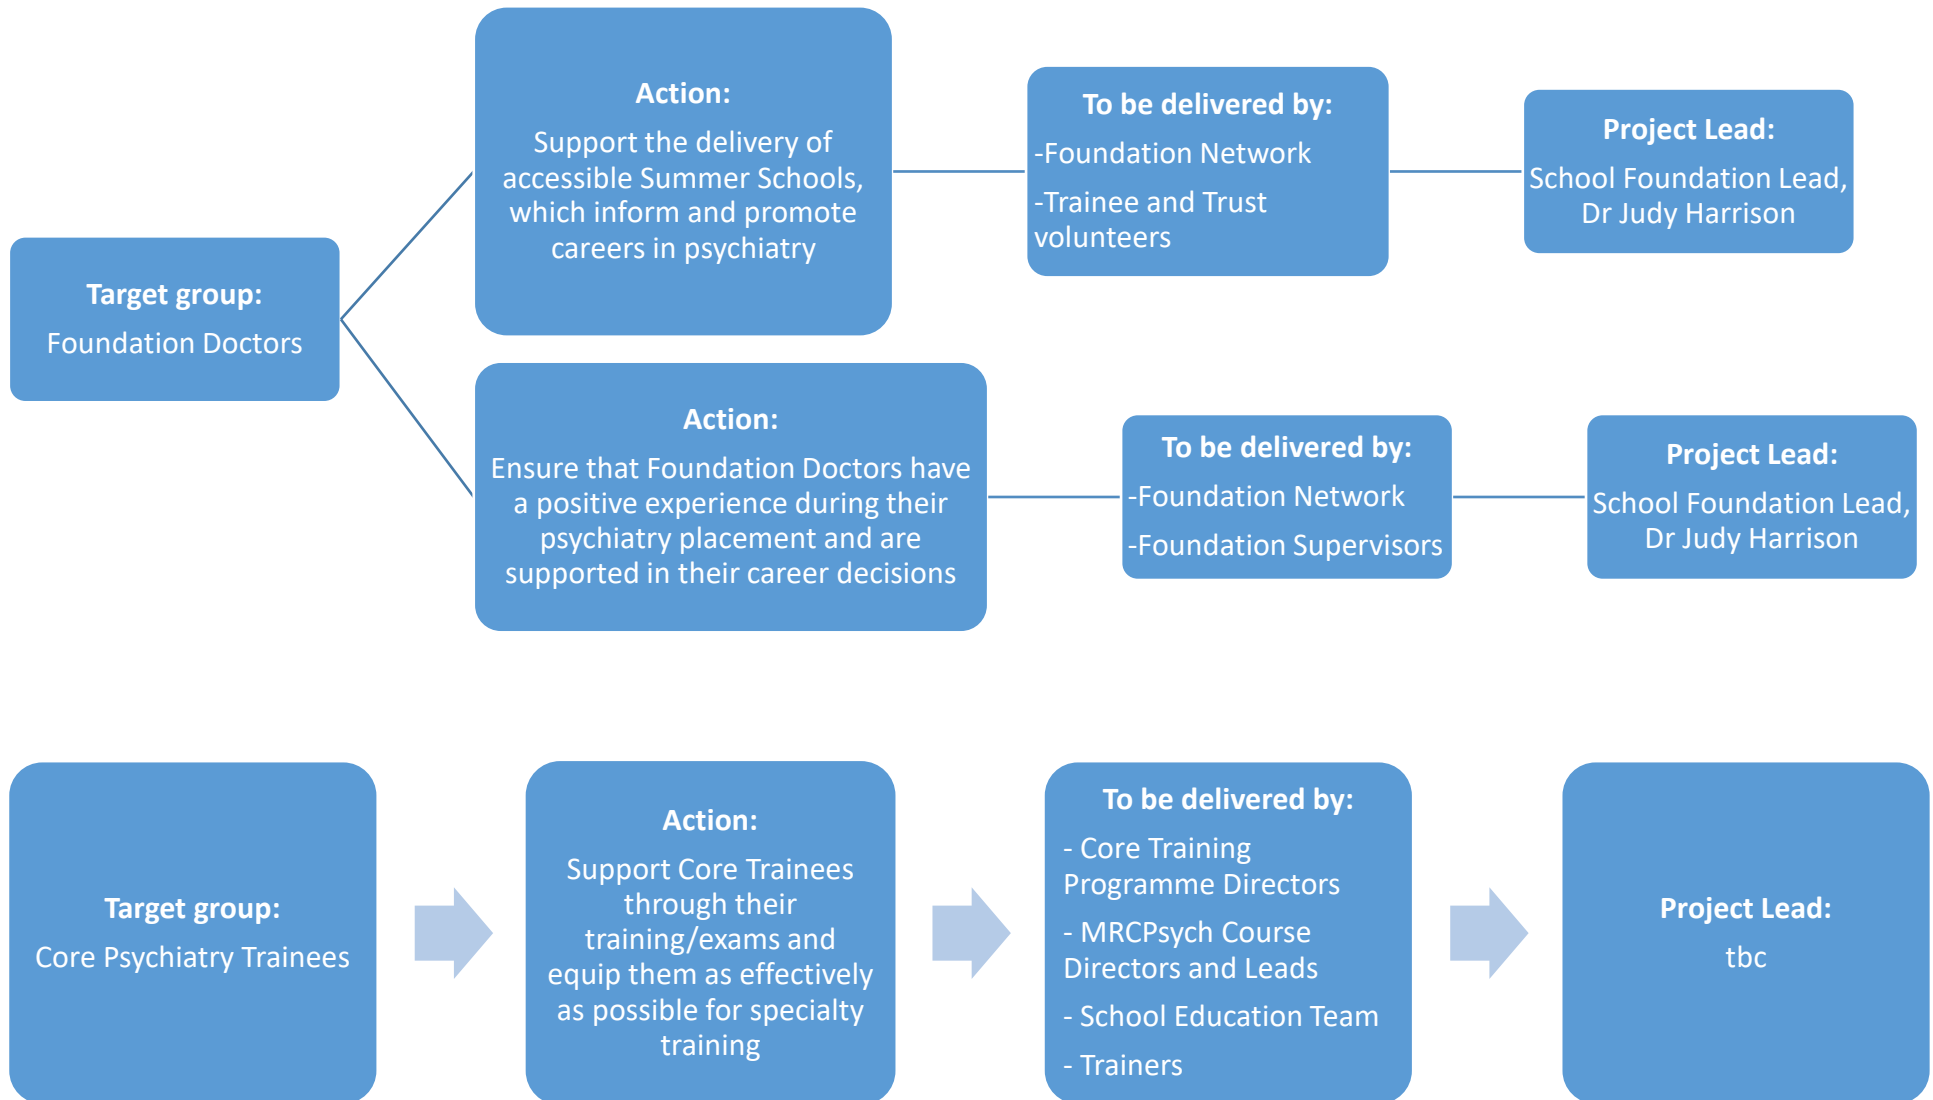 Target group:
Foundation Doctors
Action:
Support the delivery of
accessible Summer Schools,
which inform and promote
careers in psychiatry
To be delivered by:
-Foundation Network
-Trainee and Trust
volunteers
Project Lead:
School Foundation Lead,
Dr Judy Harrison
Action:
Ensure that Foundation Doctors have
a positive experience during their
psychiatry placement and are
supported in their career decisions
To be delivered by:
-Foundation Network
-Foundation Supervisors
Project Lead:
School Foundation Lead,
Dr Judy Harrison
Target group:
Core Psychiatry Trainees
Action:
Support Core Trainees
through their
training/exams and
equip them as effectively
as possible for specialty
training
To be delivered by:
- Core Training
Programme Directors
- MRCPsych Course
Directors and Leads
- School Education Team
- Trainers
Project Lead:
tbc